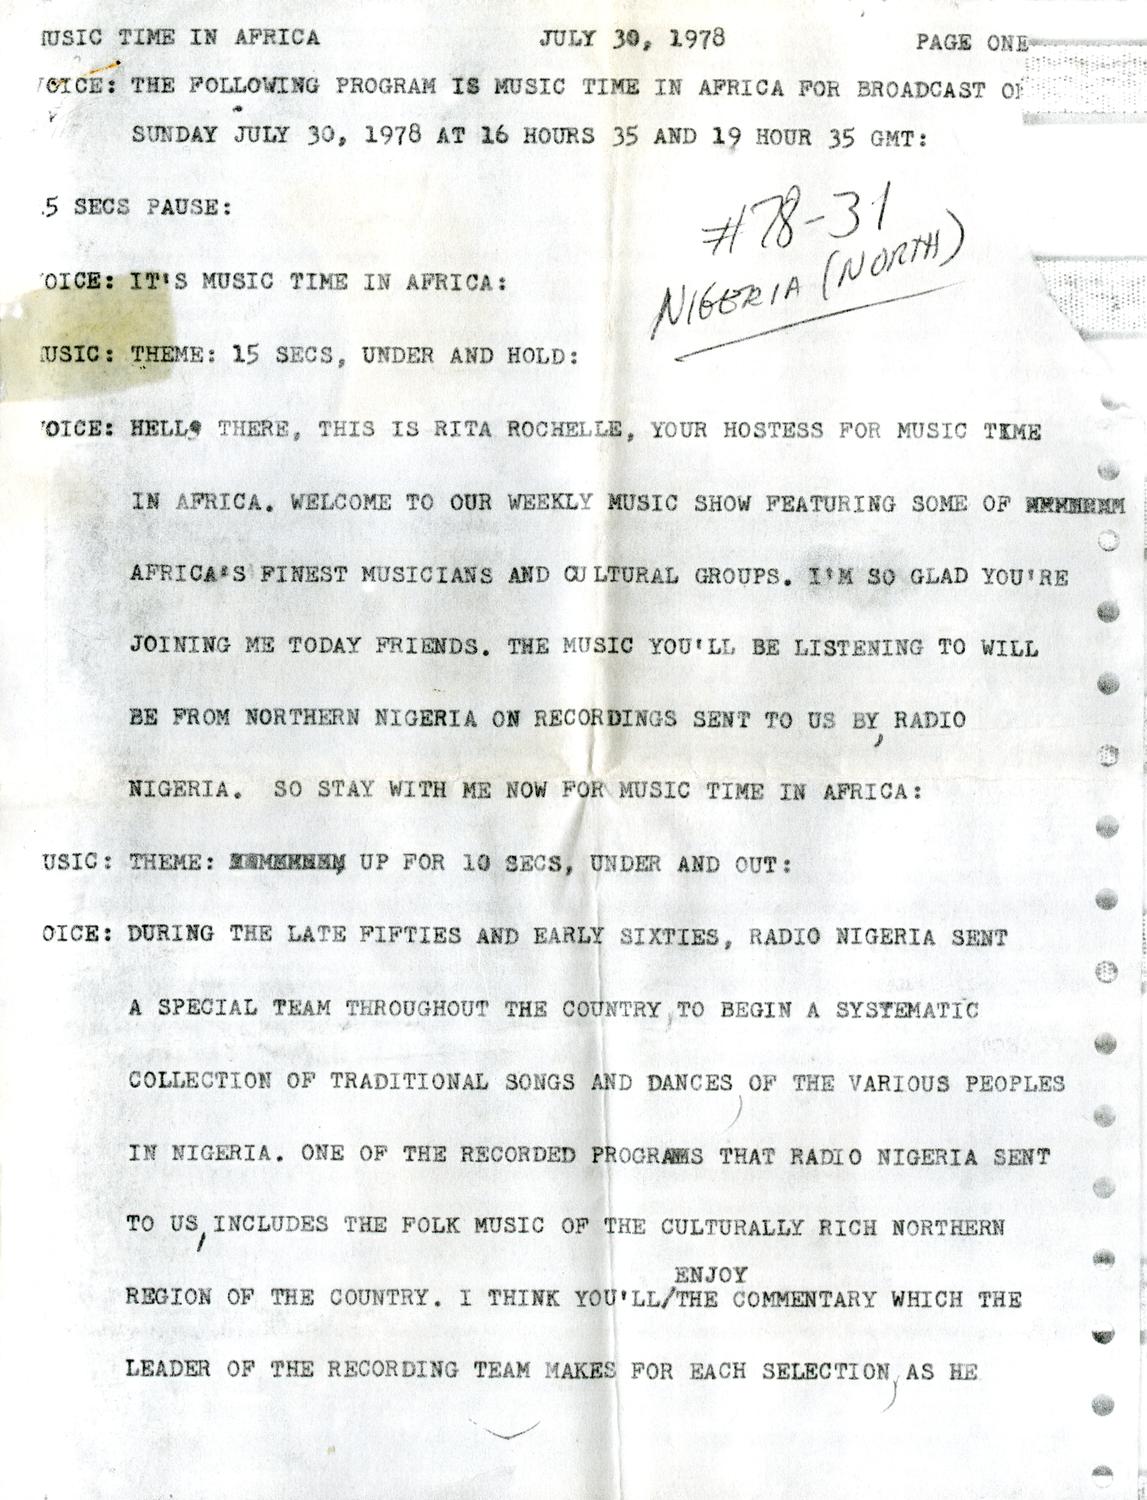 USIC TIME IN AFRICA JULY 30, 1978 PAGE ONE
OICE: THE FOLLOWING PROGRAM IS MUSIC TIME IN AFRICA FOR BROADCAST O
SUNDAY JULY 30, 1978 AT 16 HOURS 35 AND 19 HOUR 35 GMT:
5 SECS PAUSE:
#78-31
NIGERIA (NORTH)
OICE: IT'S MUSIC TIME IN AFRICA:
USIC: THEME: 15 SECS, UNDER AND HOLD:
OICE: HELLO THERE, THIS IS RITA ROCHELLE, YOUR HOSTESS FOR MUSIC TIME
IN AFRICA. WELCOME TO OUR WEEKLY MUSIC SHOW FEATURING SOME OF
AFRICA'S FINEST MUSICIANS AND CULTURAL GROUPS. I'M SO GLAD YOU'RE
JOINING ME TODAY FRIENDS. THE MUSIC YOU'LL BE LISTENING TO WILL
BE FROM NORTHERN NIGERIA ON RECORDINGS SENT TO US BY, RADIO
NIGERIA. SO STAY WITH ME NOW FOR MUSIC TIME IN AFRICA:
USIC: THEME: UP FOR 10 SECS, UNDER AND OUT:
OICE: DURING THE LATE FIFTIES AND EARLY SIXTIES, RADIO NIGERIA SENT
A SPECIAL TEAM THROUGHOUT THE COUNTRY, TO BEGIN A SYSTEMATIC
COLLECTION OF TRADITIONAL SONGS AND DANCES, OF THE VARIOUS PEOPLES
IN NIGERIA. ONE OF THE RECORDED PROGRAMS THAT RADIO NIGERIA SENT
TO US, INCLUDES THE FOLK MUSIC OF THE CULTURALLY RICH NORTHERN
ENJOY
REGION OF THE COUNTRY. I THINK YOU'LL/THE COMMENTARY WHICH THE
LEADER OF THE RECORDING TEAM MAKES FOR EACH SELECTION, AS HE